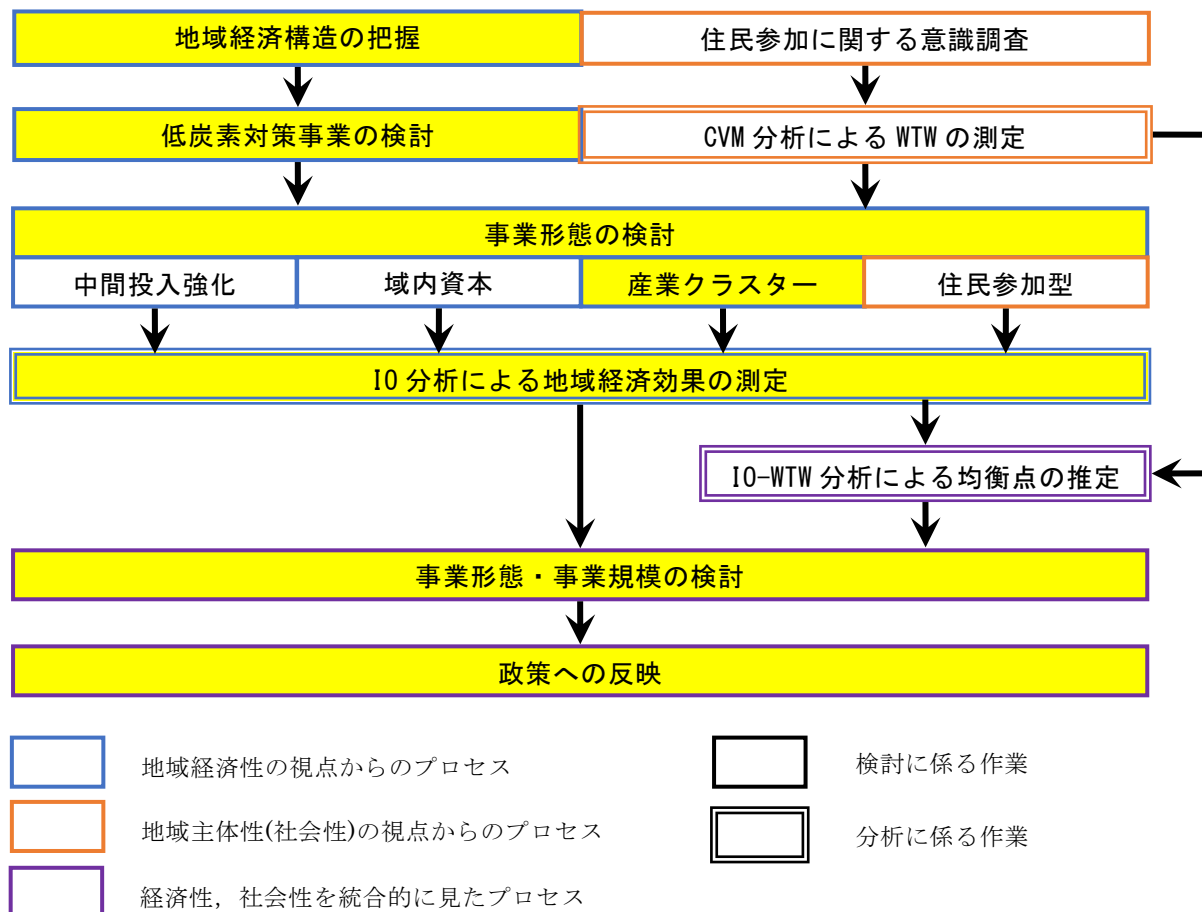 地域経済構造の把握
住民参加に関する意識調査
低炭素対策事業の検討
CVM 分析による WTW の測定
事業形態の検討
中間投入強化
域内資本
産業クラスター
住民参加型
IO 分析による地域経済効果の測定
IO-WTW 分析による均衡点の推定
事業形態・事業規模の検討
政策への反映
地域経済性の視点からのプロセス
検討に係る作業
地域主体性(社会性)の視点からのプロセス
分析に係る作業
経済性，社会性を統合的に見たプロセス